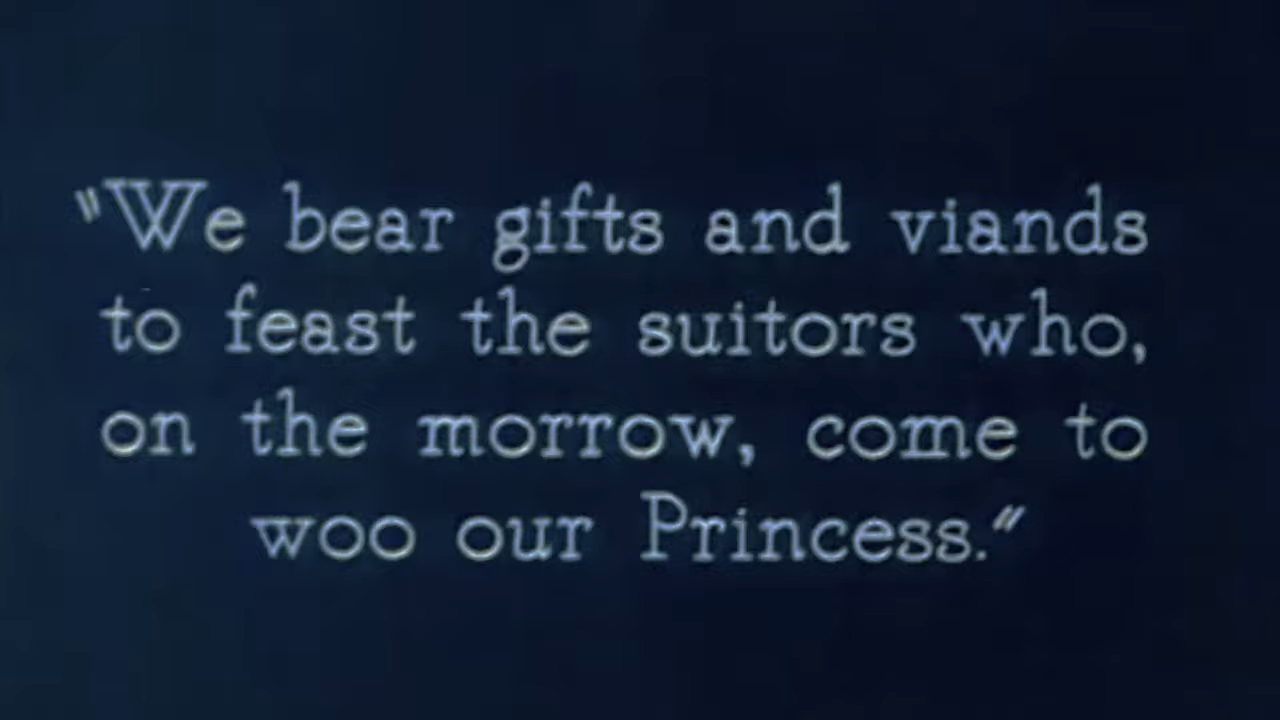 "We bear gifts and viands
to feast the suitors who,
on the morrow, come to
woo our Princess."